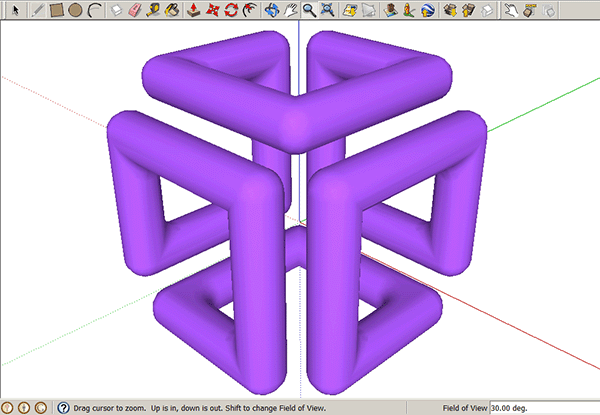 Drag cursor to zoom. Up is in, down is out. Shift to change Field of View. Field of View 30.00 deg.